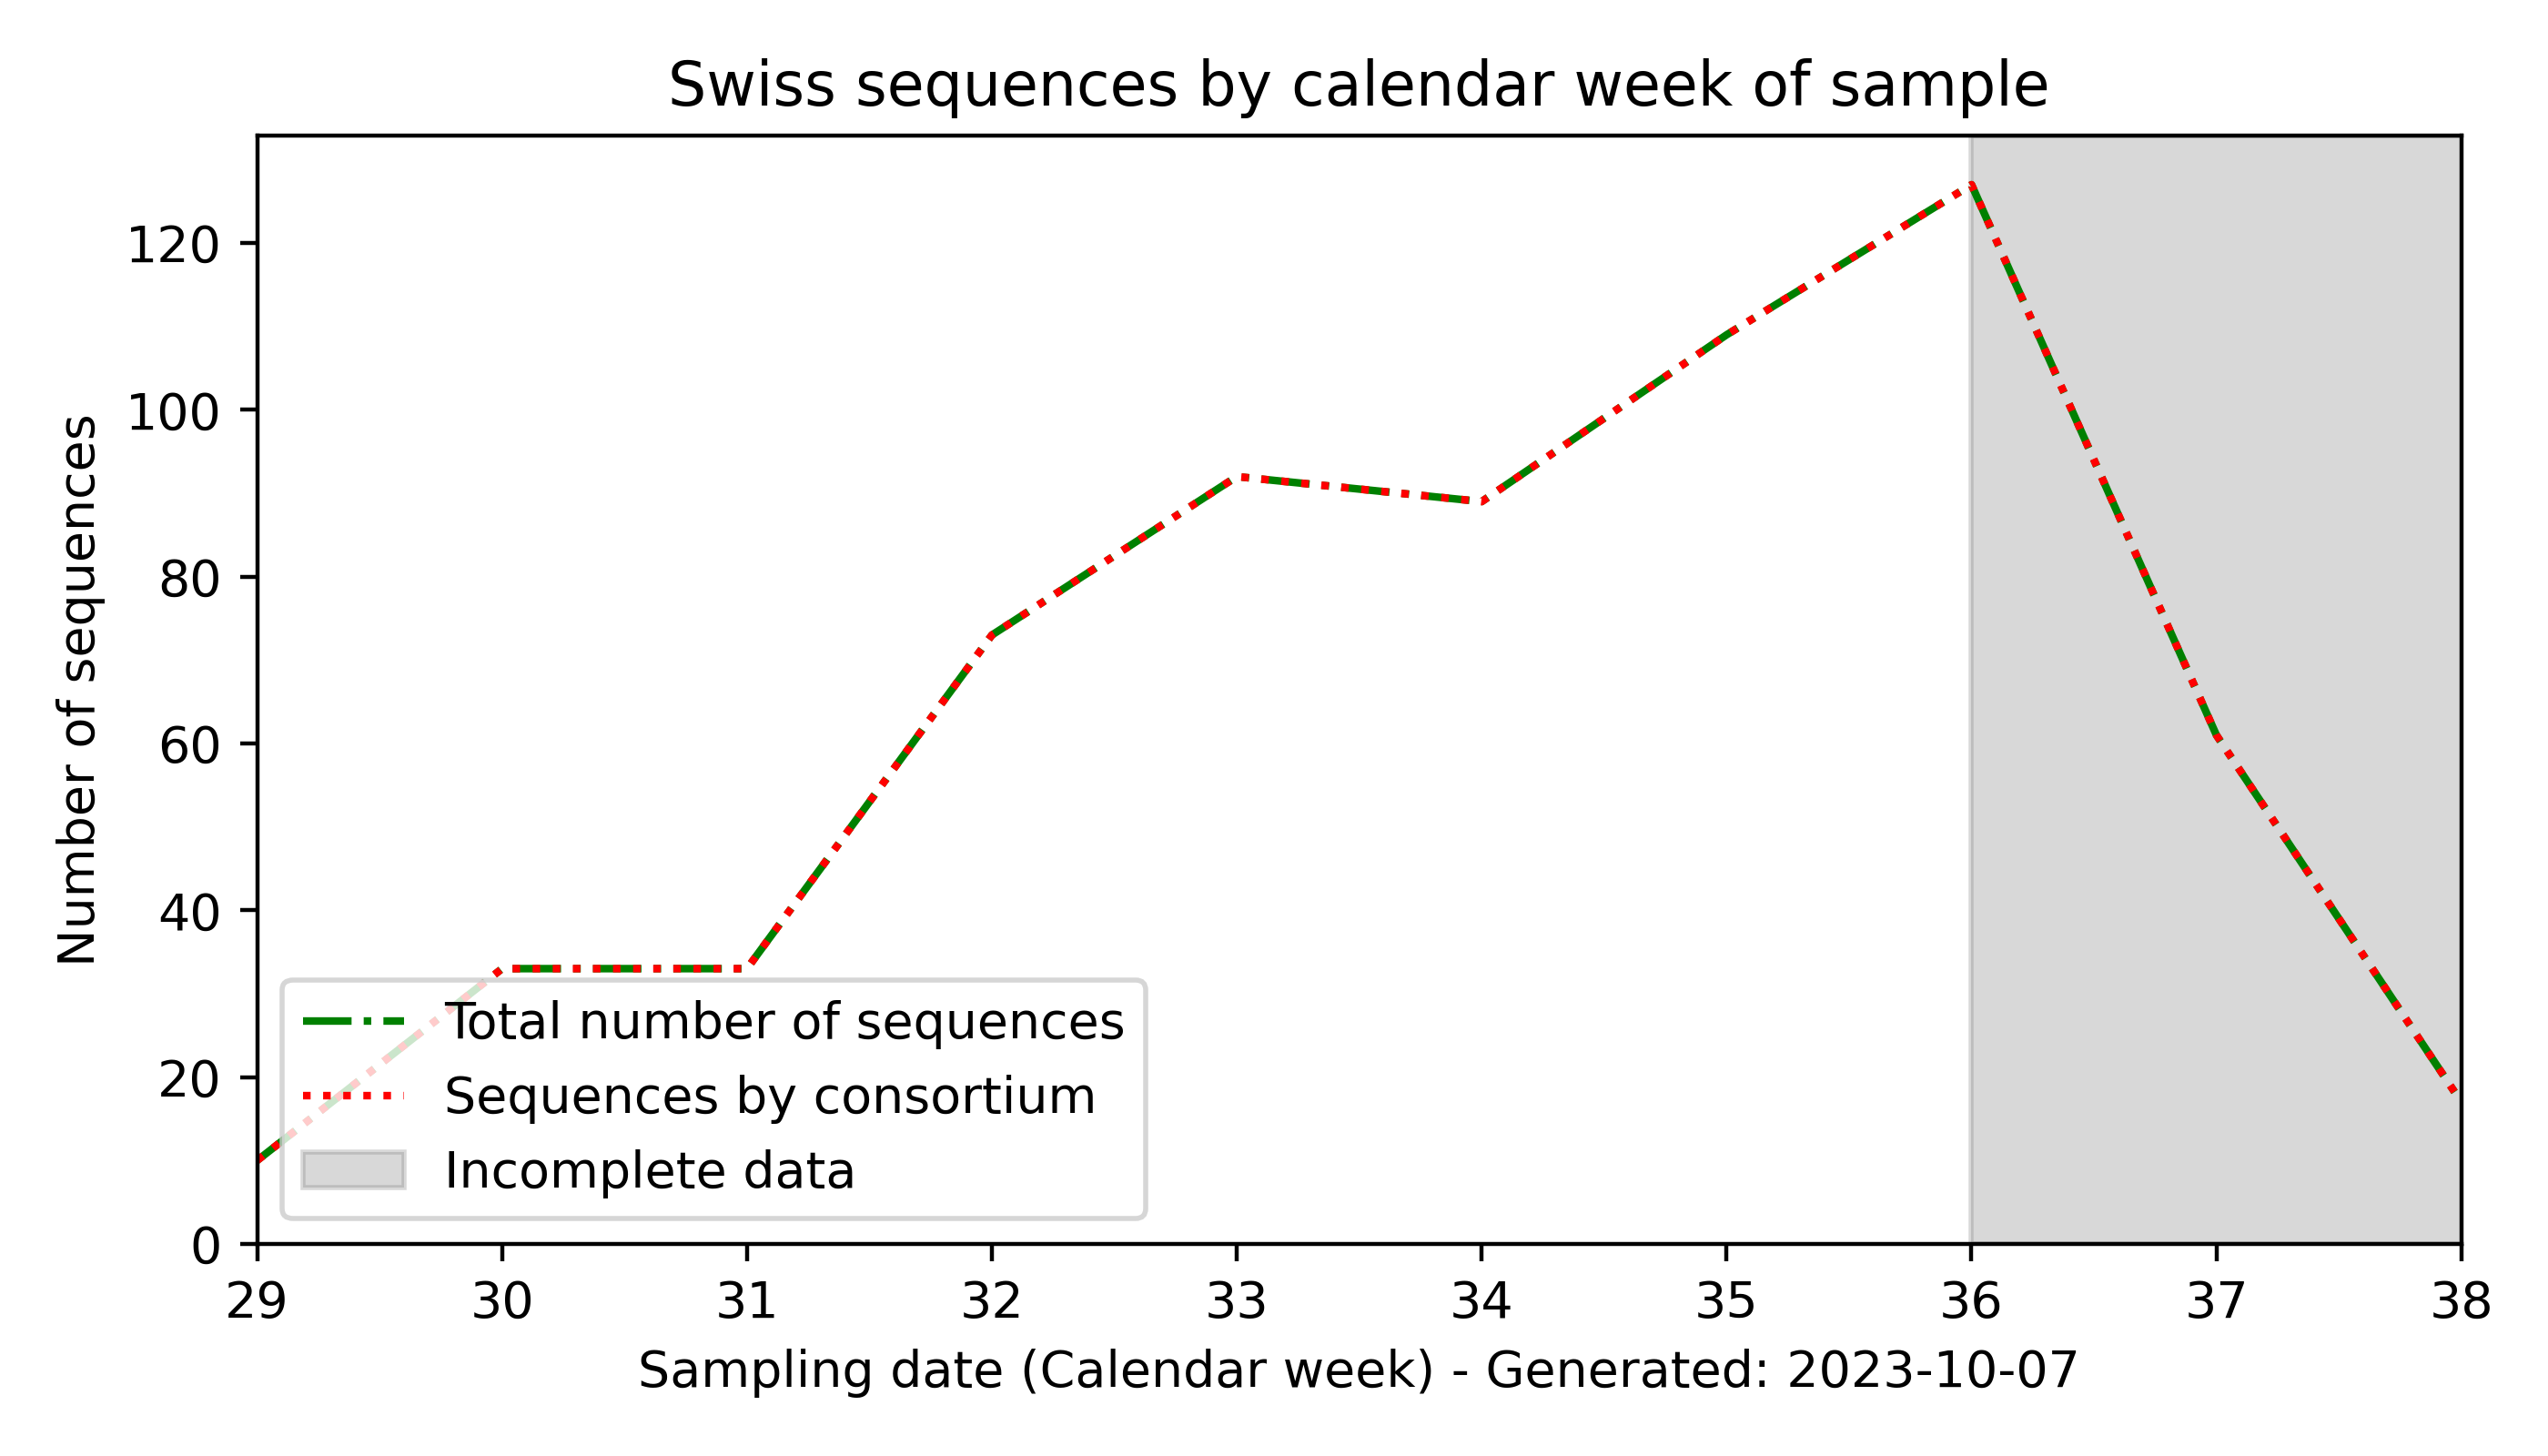 Swiss sequences by calendar week of sample
Number of sequences
120
100
80
60
40
20
0
Total number of sequences
Sequences by consortium
Incomplete data
29 30 31 32 33 34 35 36 37 38
Sampling date (Calendar week) - Generated: 2023-10-07